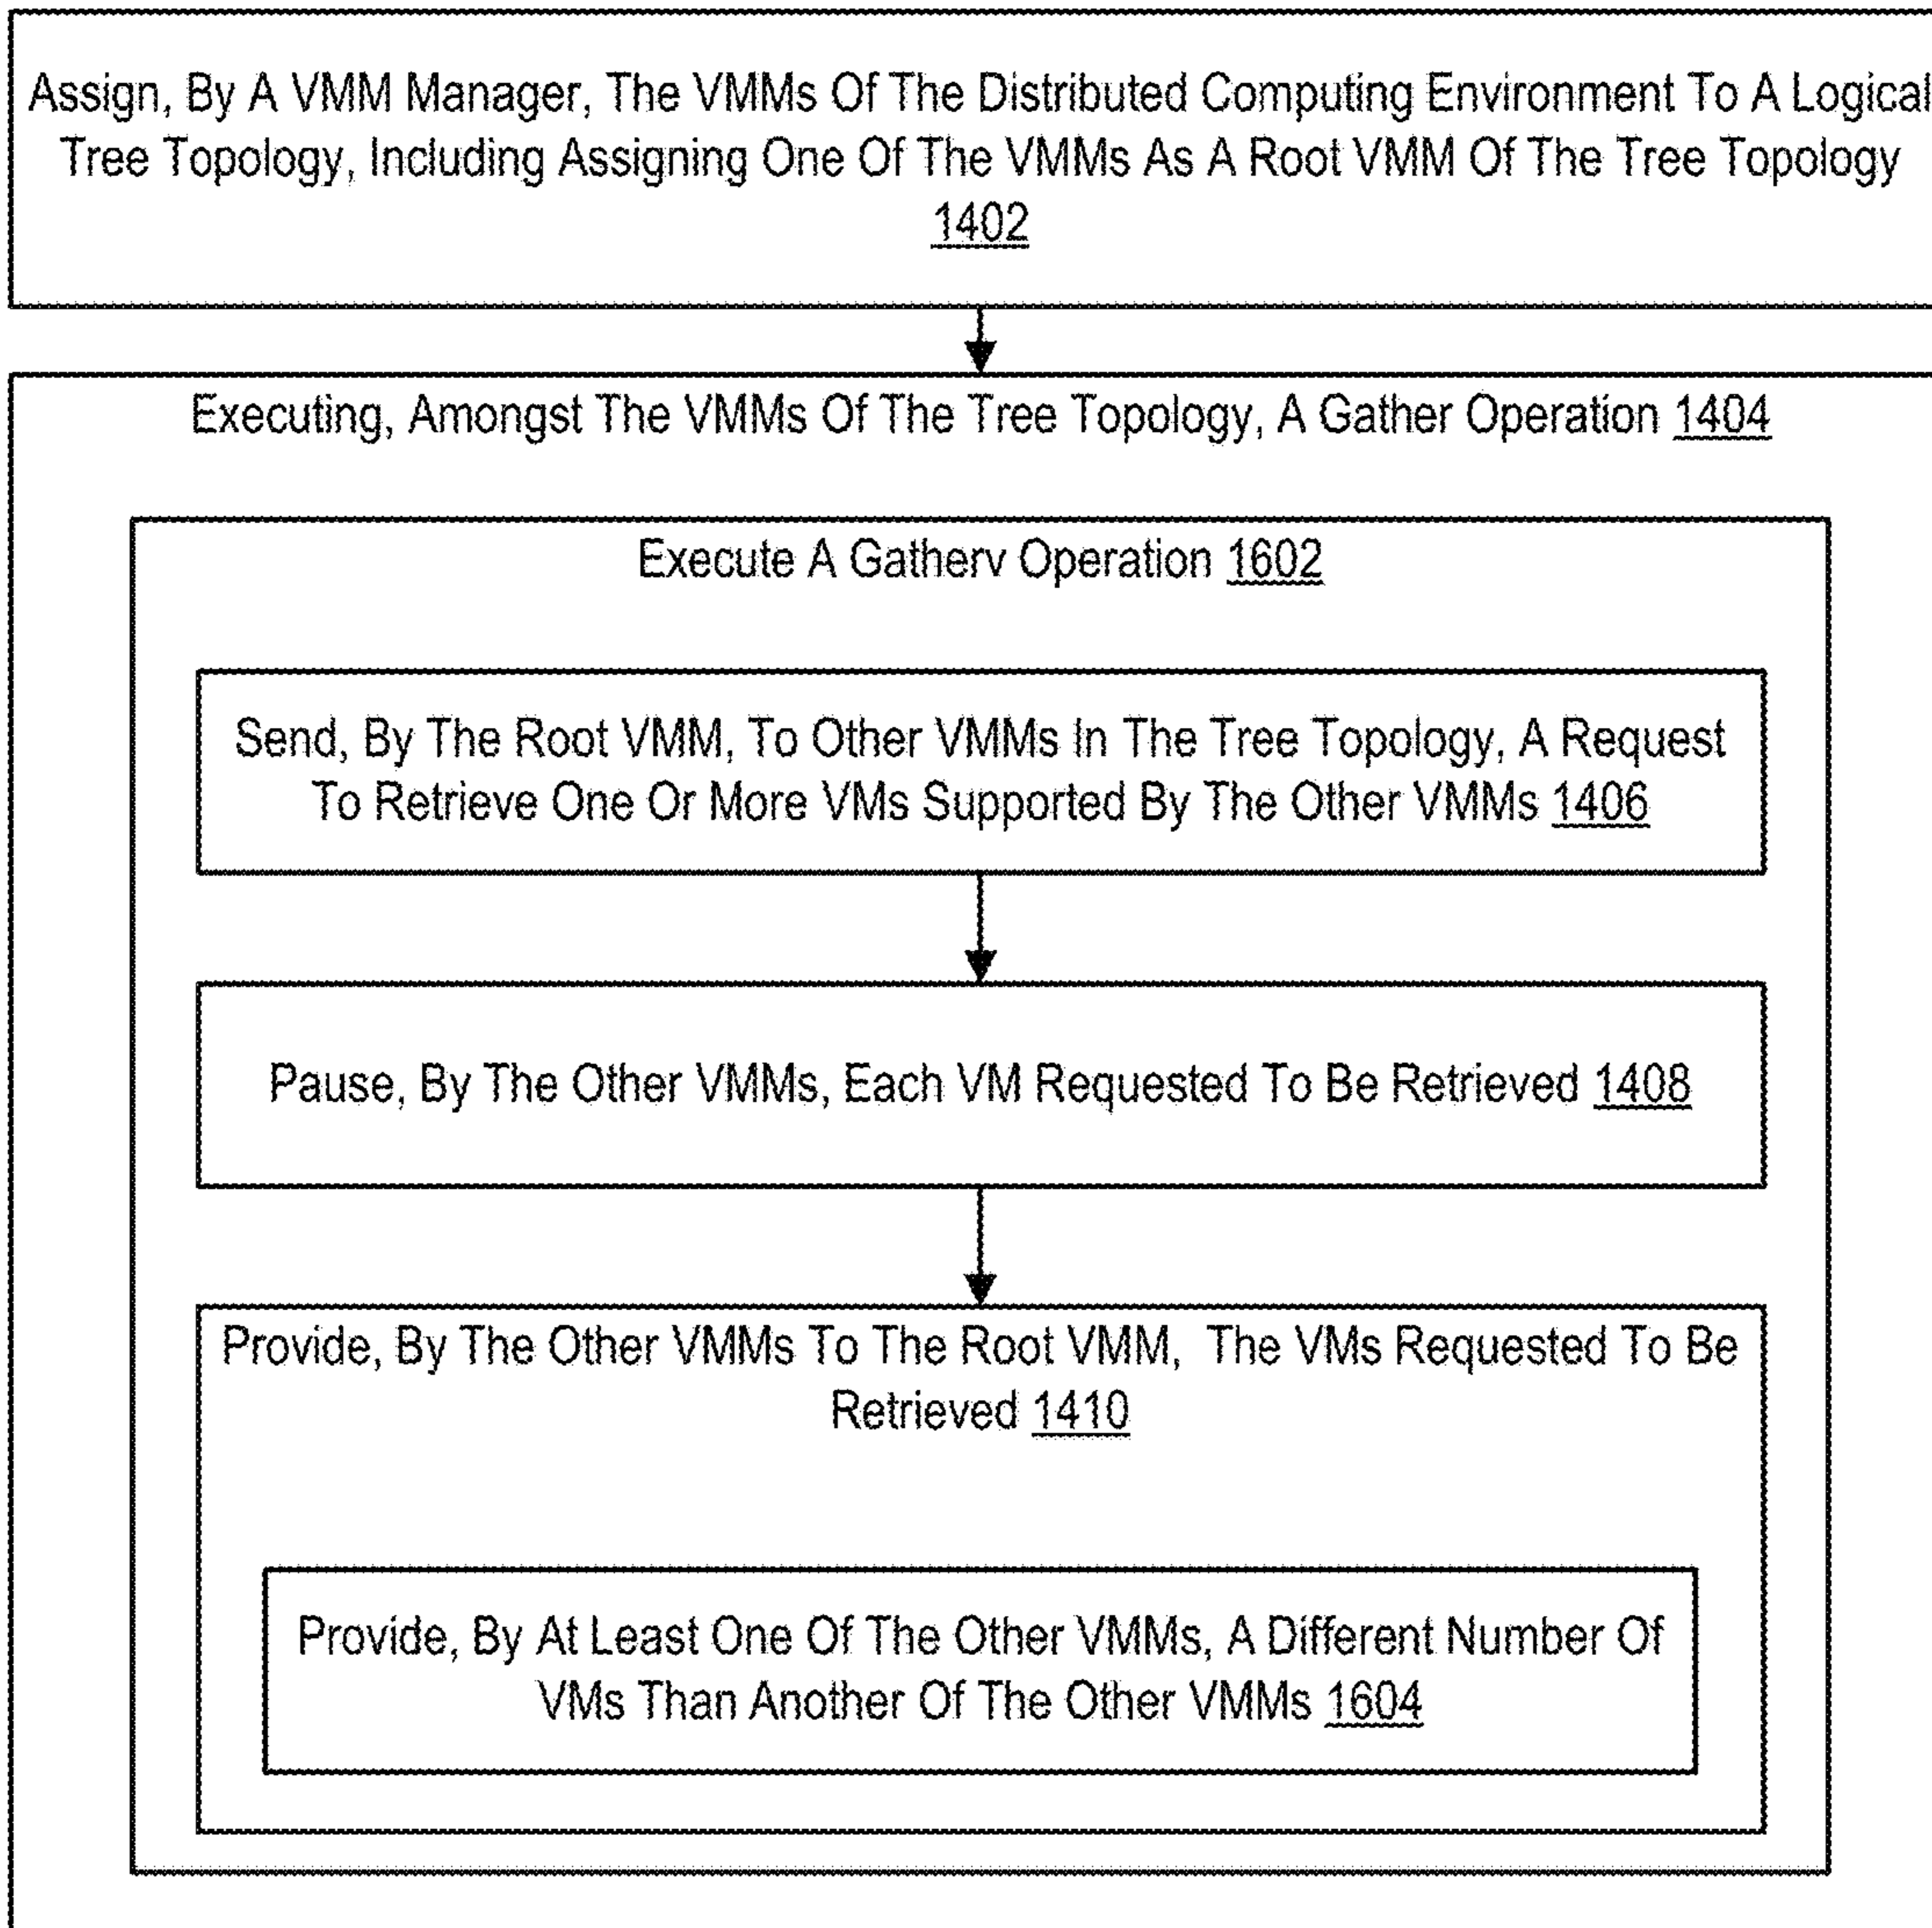 Assign, By A VMM Manager, The VMMs Of The Distributed Computing Environment To A Logical
Tree Topology, Including Assigning One Of The VMMs As A Root VMM Of The Tree Topology
1402
Executing, Amongst The VMMs Of The Tree Topology, A Gather Operation 1404
Execute A Gatherv Operation 1602
Send, By The Root VMM, To Other VMMs In The Tree Topology, A Request
To Retrieve One Or More VMs Supported By The Other VMMs 1406
Pause, By The Other VMMs, Each VM Requested To Be Retrieved 1408
Provide, By The Other VMMs To The Root VMM, The VMs Requested To Be
Retrieved 1410
Provide, By At Least One Of The Other VMMs, A Different Number Of
VMs Than Another Of The Other VMMs 1604